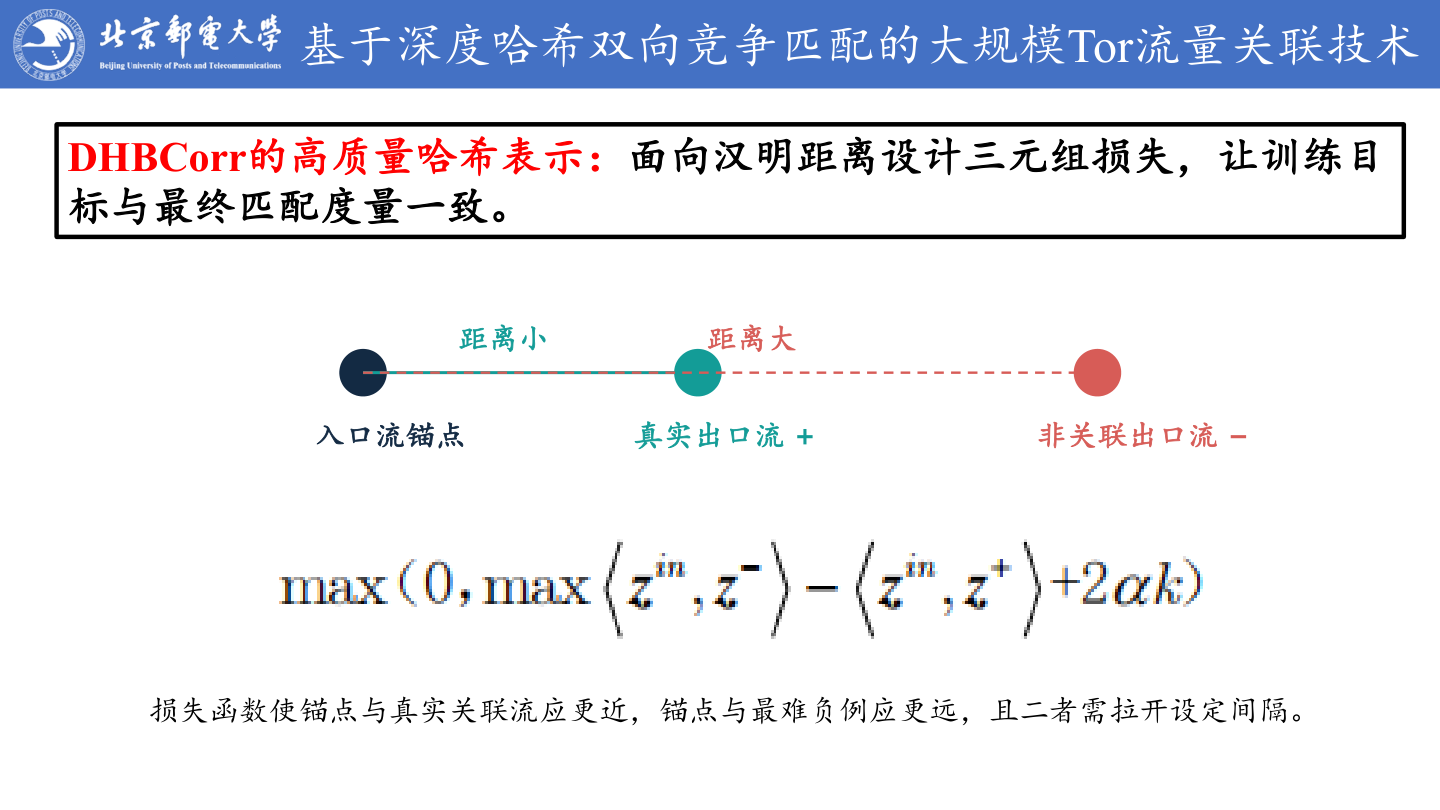 北京郵電大學
Beijing University of Posts and Telecommunications
基于深度哈希双向竞争匹配的大规模Tor流量关联技术
DHBCorr的高质量哈希表示：面向汉明距离设计三元组损失，让训练目
标与最终匹配度量一致。
距离小 距离大
入口流锚点 真实出口流 + 非关联出口流 −
max(0, max⟨z^{in}, z^−⟩ − ⟨z^{in}, z^+⟩+2αk)
损失函数使锚点与真实关联流应更近，锚点与最难负例应更远，且二者需拉开设定间隔。